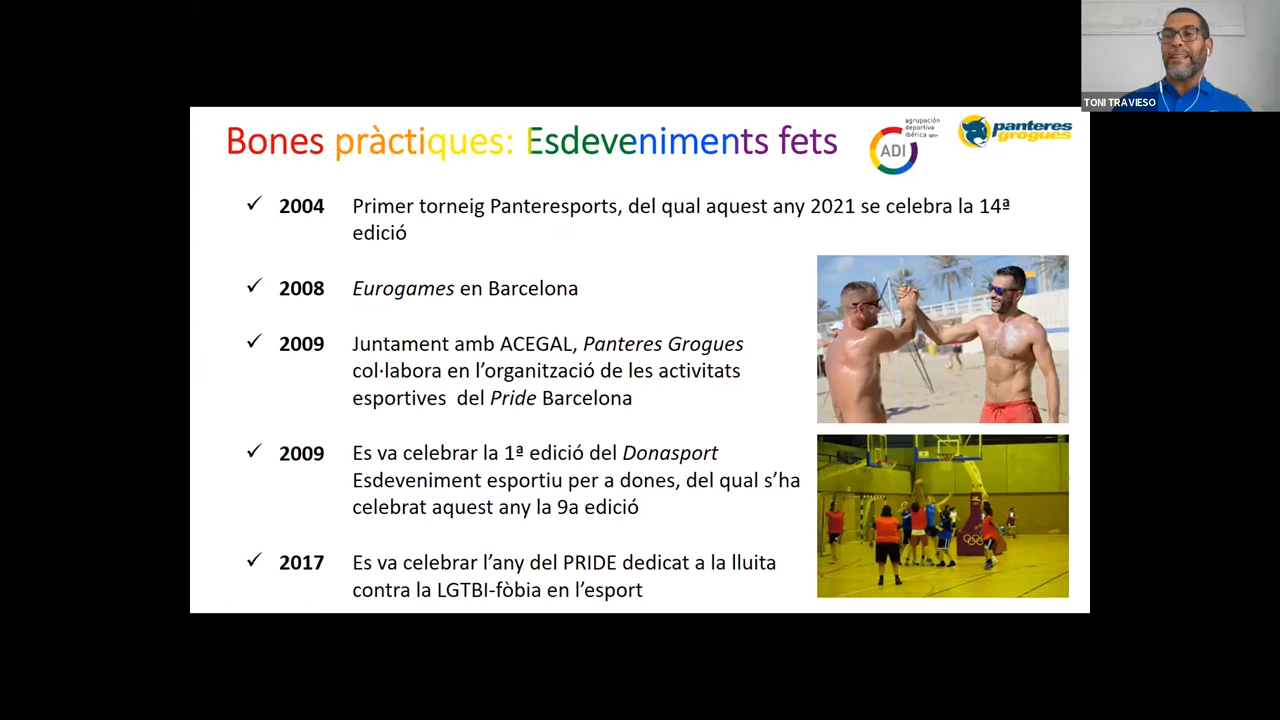 TONI TRAVIESO
Bones pràctiques: Esdeveniments fets
agrupación
deportiva
ibérica
ADI
panteres
grogues
✓ 2004 Primer torneig Panteresports, del qual aquest any 2021 se celebra la 14ª
edició
✓ 2008 Eurogames en Barcelona
✓ 2009 Juntament amb ACEGAL, Panteres Grogues
col·labora en l’organització de les activitats
esportives del Pride Barcelona
✓ 2009 Es va celebrar la 1ª edició del Donasport
Esdeveniment esportiu per a dones, del qual s’ha
celebrat aquest any la 9a edició
✓ 2017 Es va celebrar l’any del PRIDE dedicat a la lluita
contra la LGTBI-fòbia en l’esport